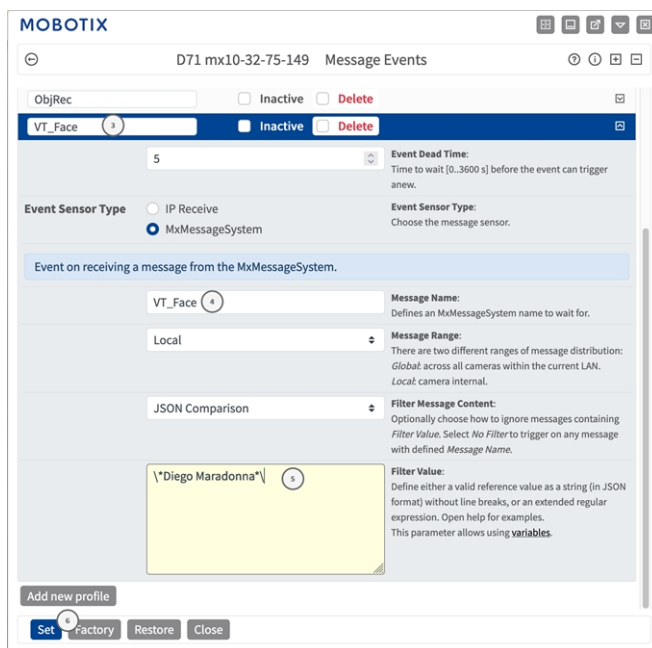 MOBOTIX
D71 mx10-32-75-149 Message Events
ObjRec Inactive Delete
VT_Face 3 Inactive Delete
5
Event Dead Time:
Time to wait [0..3600 s] before the event can trigger
anew.
Event Sensor Type
IP Receive
MxMessageSystem
Event Sensor Type:
Choose the message sensor.
Event on receiving a message from the MxMessageSystem.
VT_Face 4
Message Name:
Defines an MxMessageSystem name to wait for.
Local
Message Range:
There are two different ranges of message distribution:
Global: across all cameras within the current LAN.
Local: camera internal.
JSON Comparison
Filter Message Content:
Optionally choose how to ignore messages containing
Filter Value. Select No Filter to trigger on any message
with defined Message Name.
\*Diego Maradonna*\ 5
Filter Value:
Define either a valid reference value as a string (in JSON
format) without line breaks, or an extended regular
expression. Open help for examples.
This parameter allows using variables.
Add new profile
Set 6 Factory Restore Close